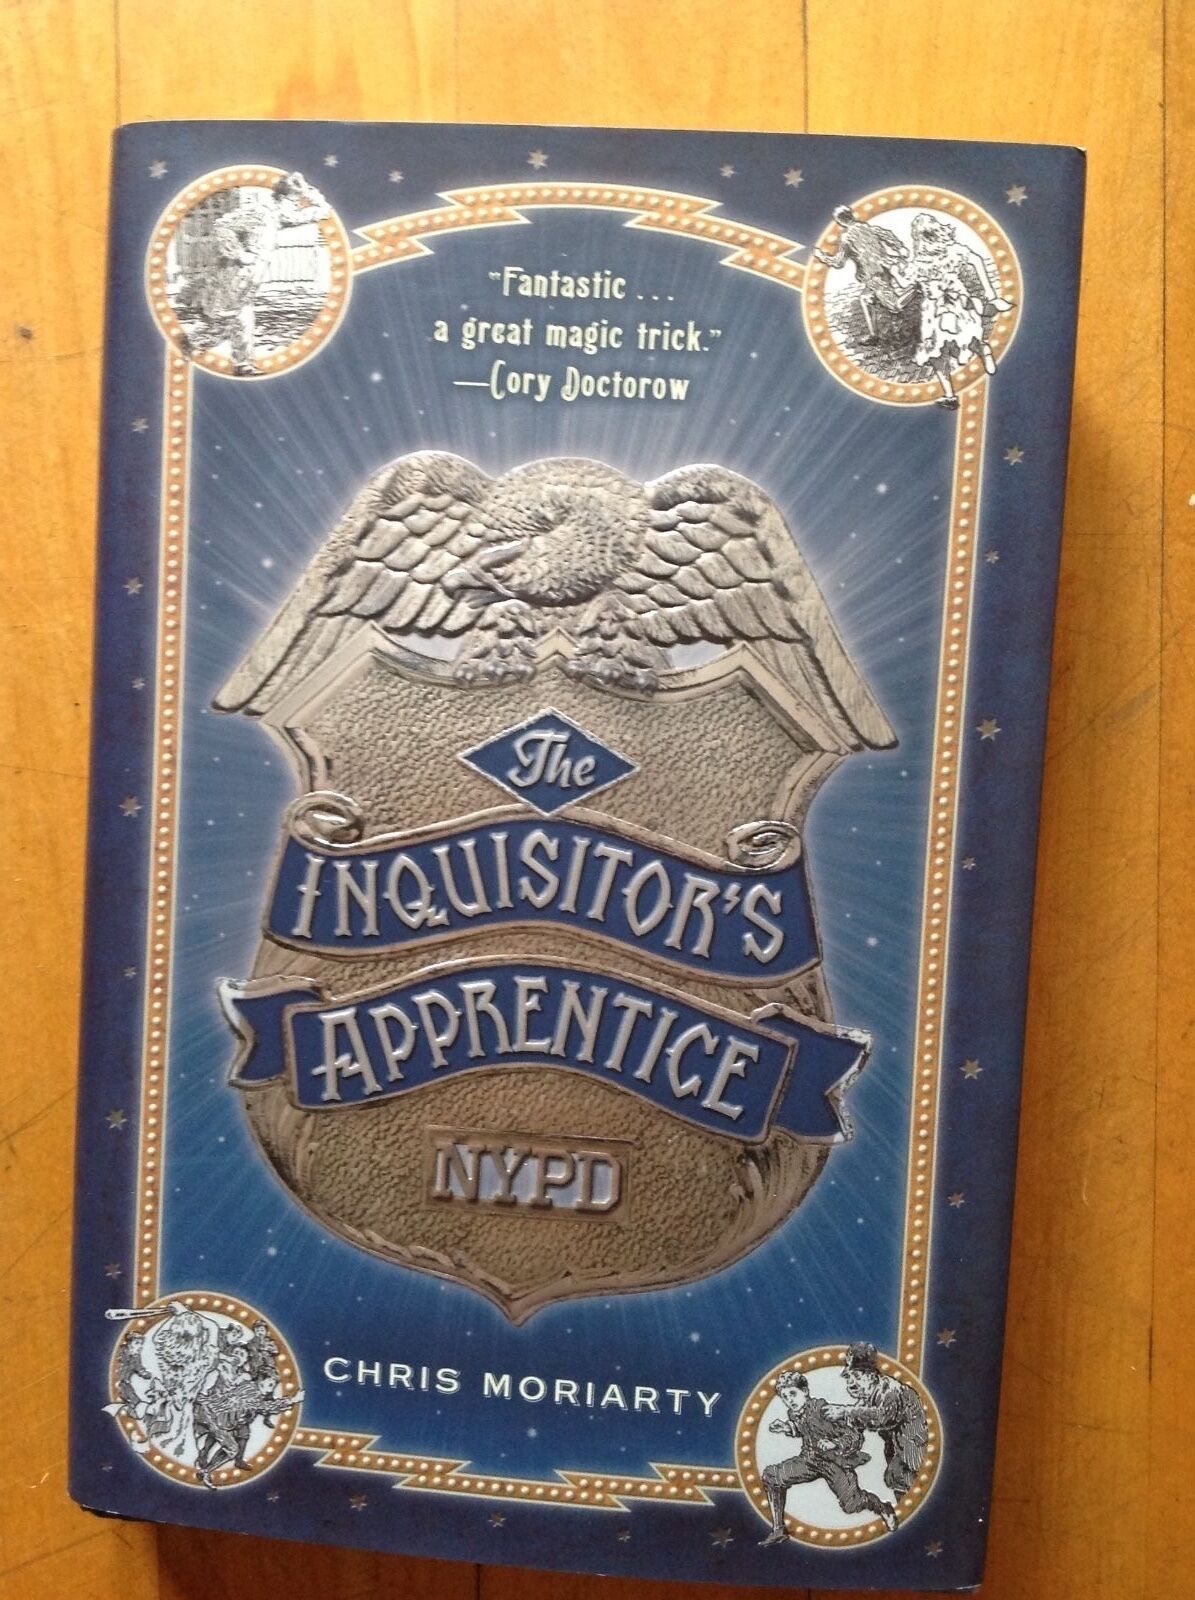 "Fantastic ...
a great magic trick."
—Cory Doctorow
The
INQUISITOR'S
APPRENTICE
NYPD
CHRIS MORIARTY